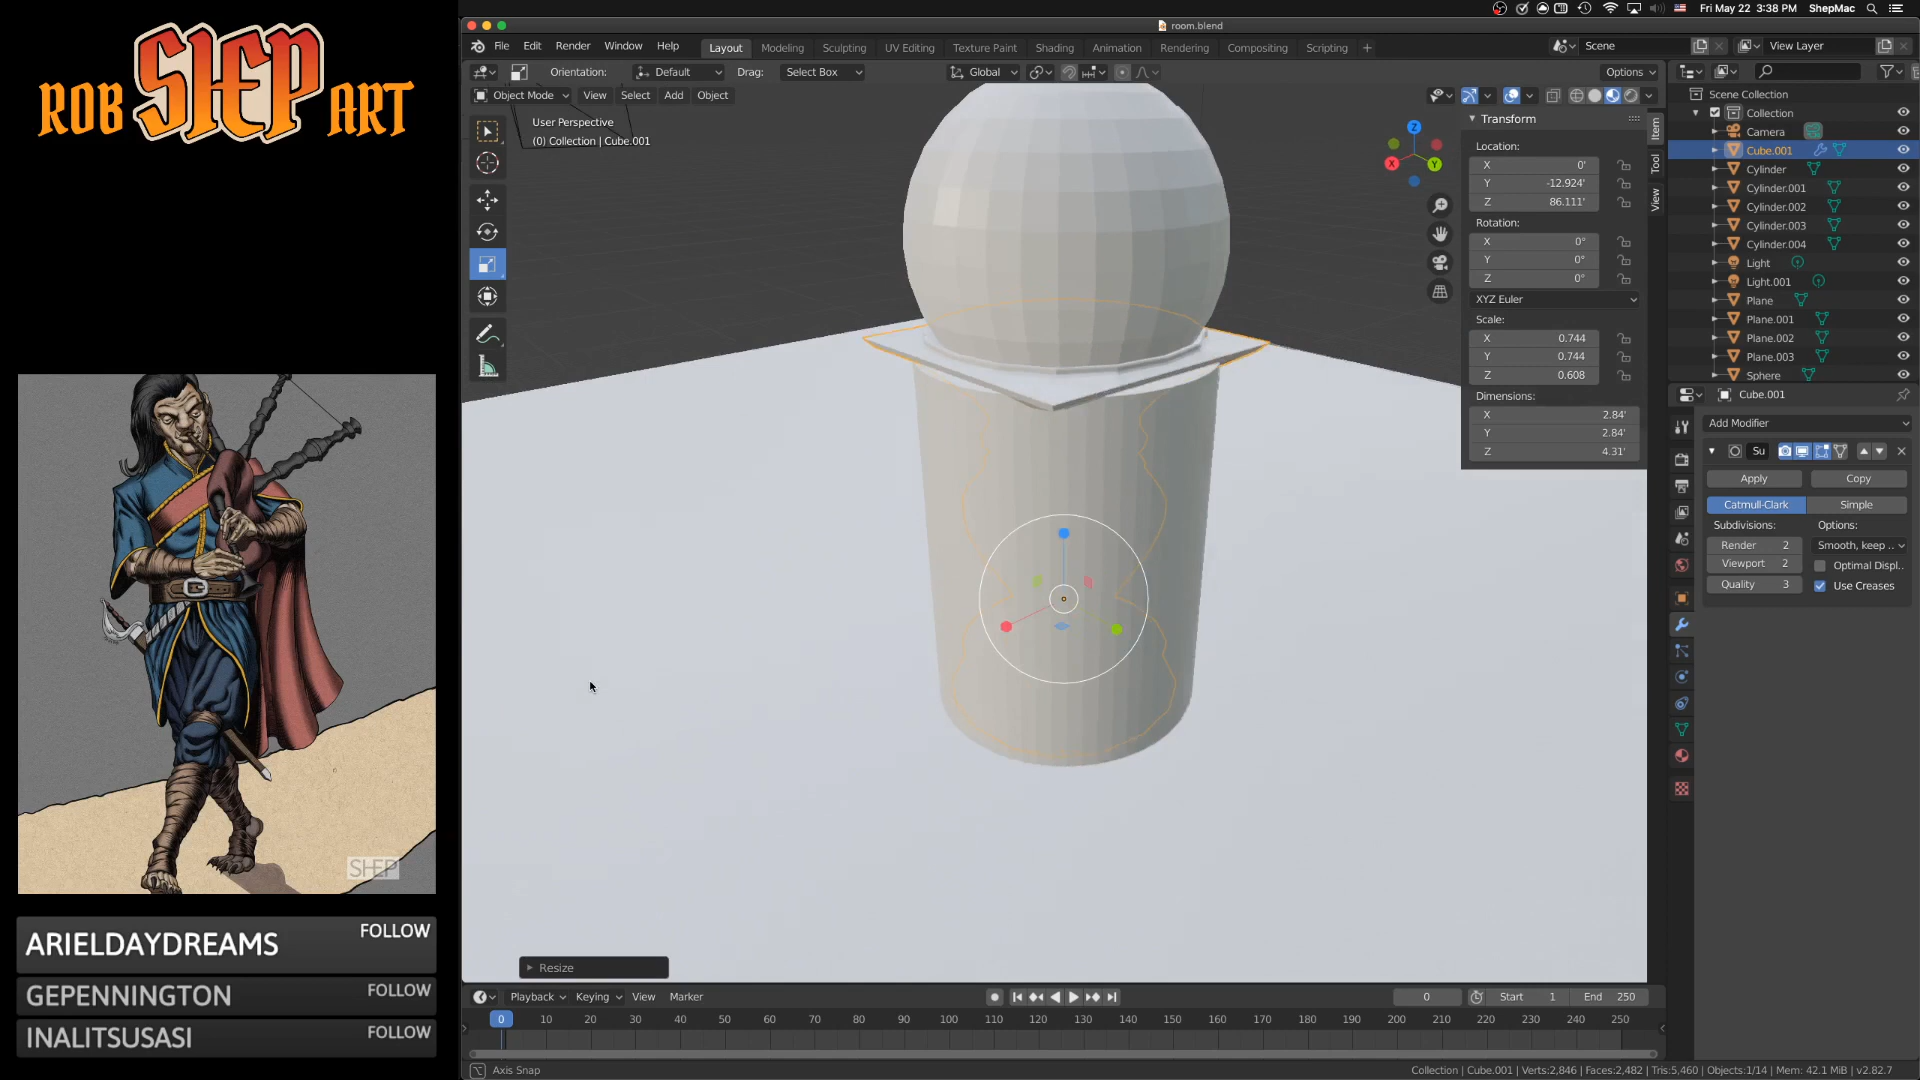 Fri May 22 3:38 PM ShepMac
room.blend
ROB SHEP ART
File Edit Render Window Help
Layout Modeling Sculpting UV Editing Texture Paint Shading Animation Rendering Compositing Scripting +
Scene View Layer
Orientation: Default Drag: Select Box Global Options
Object Mode View Select Add Object
User Perspective
(0) Collection | Cube.001
Z
X
Y
Transform
Location:
X 0'
Y -12.924'
Z 86.111'
Rotation:
X 0°
Y 0°
Z 0°
XYZ Euler
Scale:
X 0.744
Y 0.744
Z 0.608
Dimensions:
X 2.84'
Y 2.84'
Z 4.31'
Item
Tool
View
Scene Collection
Collection
Camera
Cube.001
Cylinder
Cylinder.001
Cylinder.002
Cylinder.003
Cylinder.004
Light
Light.001
Plane
Plane.001
Plane.002
Plane.003
Sphere
Cube.001
Add Modifier
Su
Apply Copy
Catmull-Clark Simple
Subdivisions: Options:
Render 2 Smooth, keep ..
Viewport 2 Optimal Displ..
Quality 3 Use Creases
SHEP
ARIELDAYDREAMS FOLLOW
GEPENNINGTON FOLLOW
INALITSUSASI FOLLOW
Resize
Playback Keying View Marker 0 Start 1 End 250
0 10 20 30 40 50 60 70 80 90 100 110 120 130 140 150 160 170 180 190 200 210 220 230 240 250
Axis Snap
Collection | Cube.001 | Verts:2,846 | Faces:2,482 | Tris:5,460 | Objects:1/14 | Mem: 42.1 MiB | v2.82.7